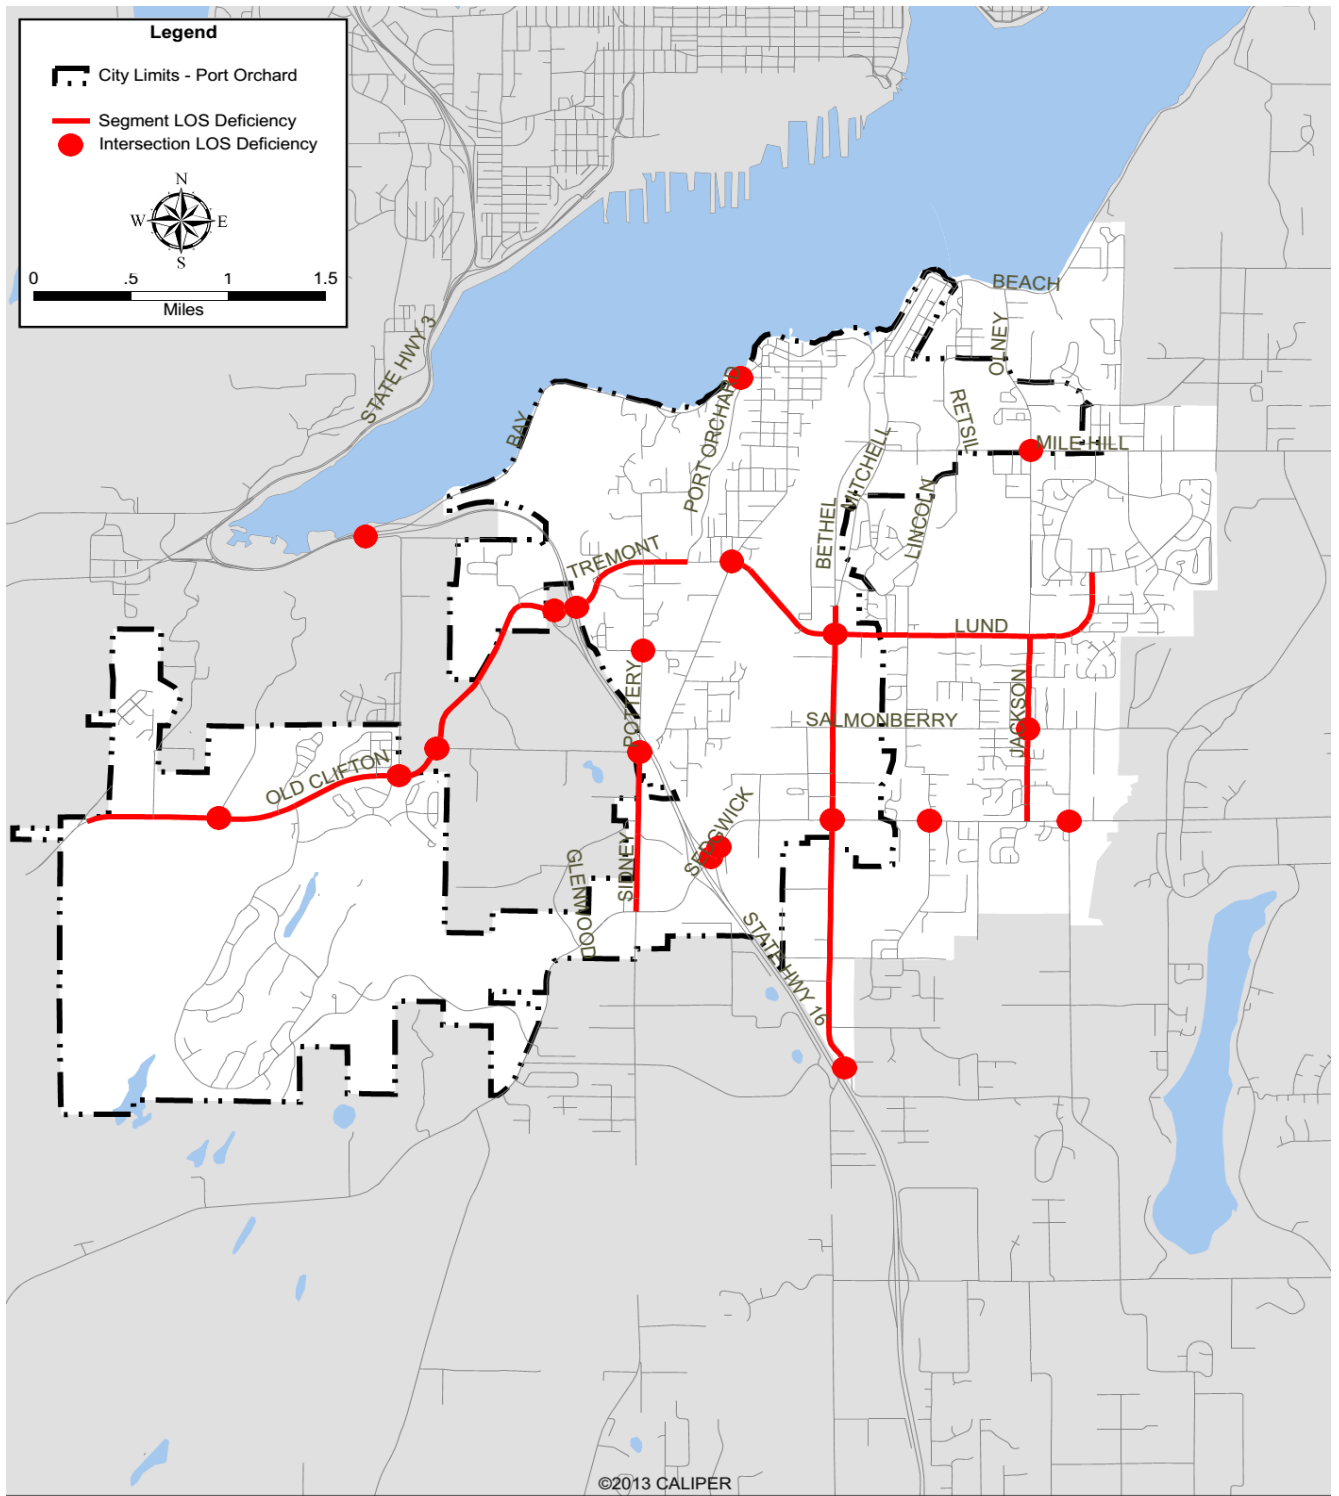 Legend
City Limits - Port Orchard
Segment LOS Deficiency
Intersection LOS Deficiency
N
W E
S
0 .5 1 1.5
Miles
STATE HWY 3
BEACH
OLNEY
BAY
PORT ORCHARD
RETSIL
MILE HILL
MITCHELL
LINCOLN
BETHEL
TREMONT
LUND
POTTERY
SALMONBERRY
JACKSON
OLD CLIFTON
SEDGWICK
SIDNEY
GLENWOOD
STATE HWY 16
©2013 CALIPER